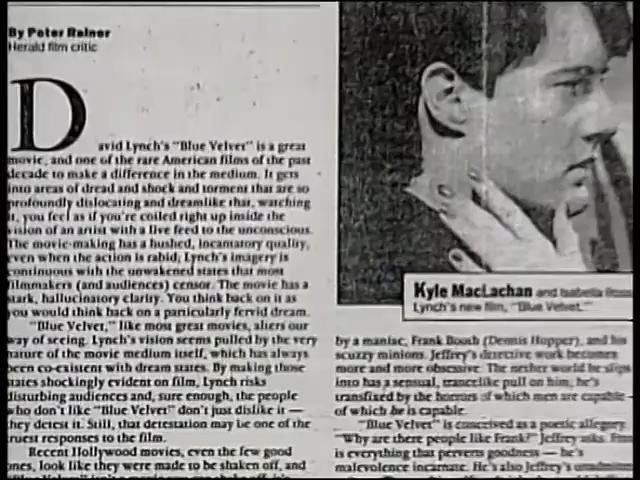 By Peter Rainer
Herald film critic
David Lynch's "Blue Velvet" is a great
movie, and one of the rare American films of the past
decade to make a difference in the medium. It gets
into areas of dread and shock and torment that are so
profoundly dislocating and dreamlike that, watching
it, you feel as if you're coiled right up inside the
vision of an artist with a live feed to the unconscious.
The movie-making has a hushed, incantatory quality,
even when the action is rabid; Lynch's imagery is
continuous with the unwakened states that most
filmmakers (and audiences) censor. The movie has a
stark, hallucinatory clarity. You think back on it as
you would think back on a particularly fervid dream.
"Blue Velvet," like most movies, alters our
way of seeing. Lynch's vision seems pulled by the very
nature of the movie medium itself, which has always
been co-existent with dream states. By making those
states shockingly evident on film, Lynch risks
disturbing audiences and, sure enough, the people
who don't like "Blue Velvet" don't just dislike it —
they detest it. Still, that detestation may be one of the
truest responses to the film.
Recent Hollywood movies, even the few good
ones, look like they were made to be shaken off, and
Kyle MacLachan and Isabella
Lynch's new film, "Blue Velvet."
by a maniac, Frank Booth (Dennis Hopper), and his
scuzzy minions. Jeffrey's detective work becomes
more and more obsessive. The nether world he slips
into has a sensual, trancelike pull on him; he's
transfixed by the horrors of which men are capable —
of which he is capable.
"Blue Velvet" is conceived as a poetic allegory.
"Why are there people like Frank?" Jeffrey asks.
is everything that perverts goodness — he's
malevolence incarnate. He's also Jeffrey's